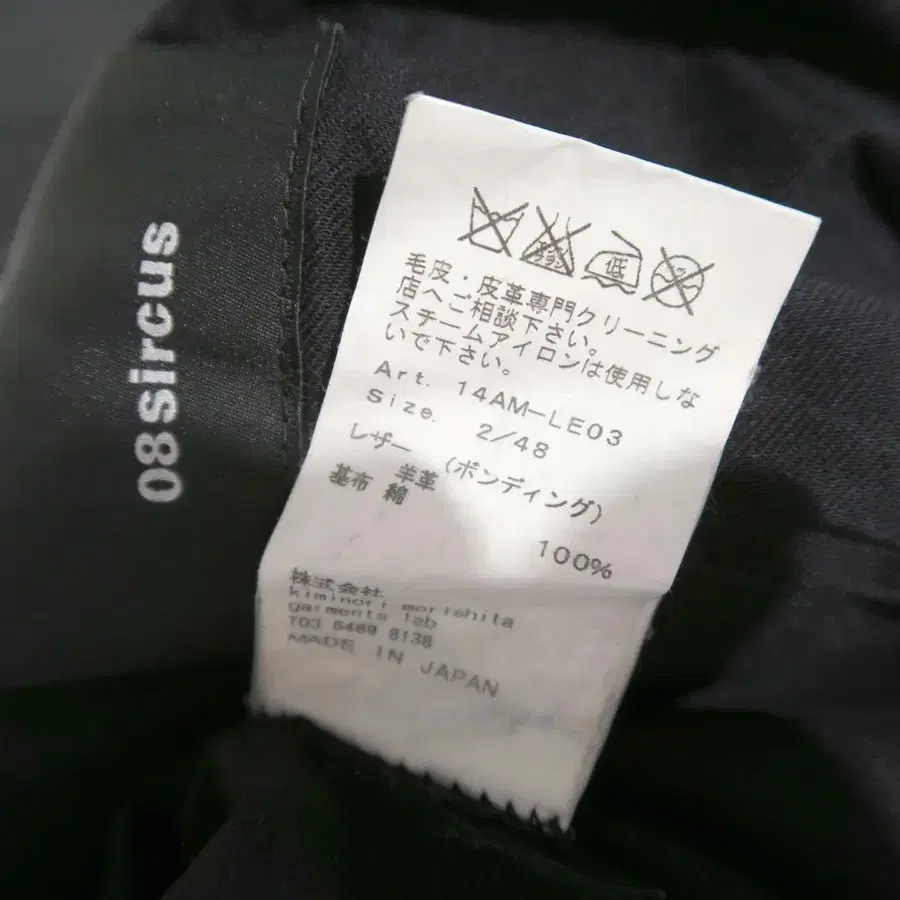 08sircus
低
毛皮・皮革専門クリーニング
店へご相談下さい。
スチームアイロンは使用しな
いで下さい。
Art. 14AM-LE03
Size. 2/48
レザー (ボンディング)
羊革
基布 綿 100%
株式会社
kiminori morishita
garments lab
T03 5489 8138
MADE IN JAPAN